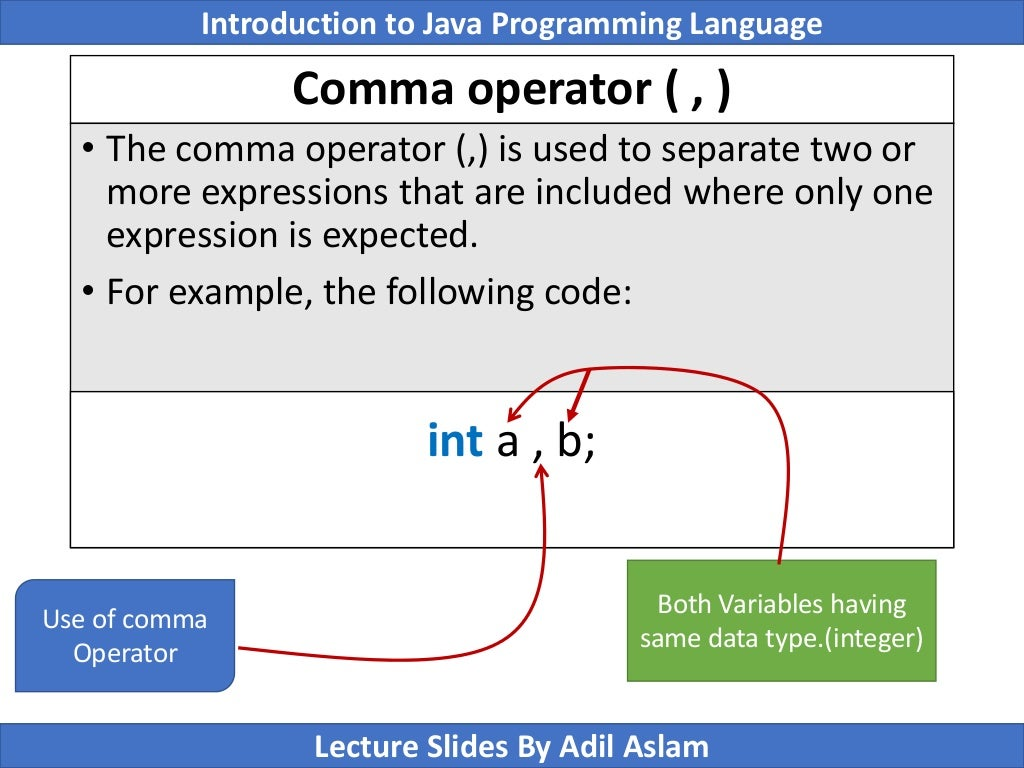 Introduction to Java Programming Language
Comma operator ( , )
• The comma operator (,) is used to separate two or
more expressions that are included where only one
expression is expected.
• For example, the following code:
int a , b;
Use of comma
Operator
Both Variables having
same data type.(integer)
Lecture Slides By Adil Aslam